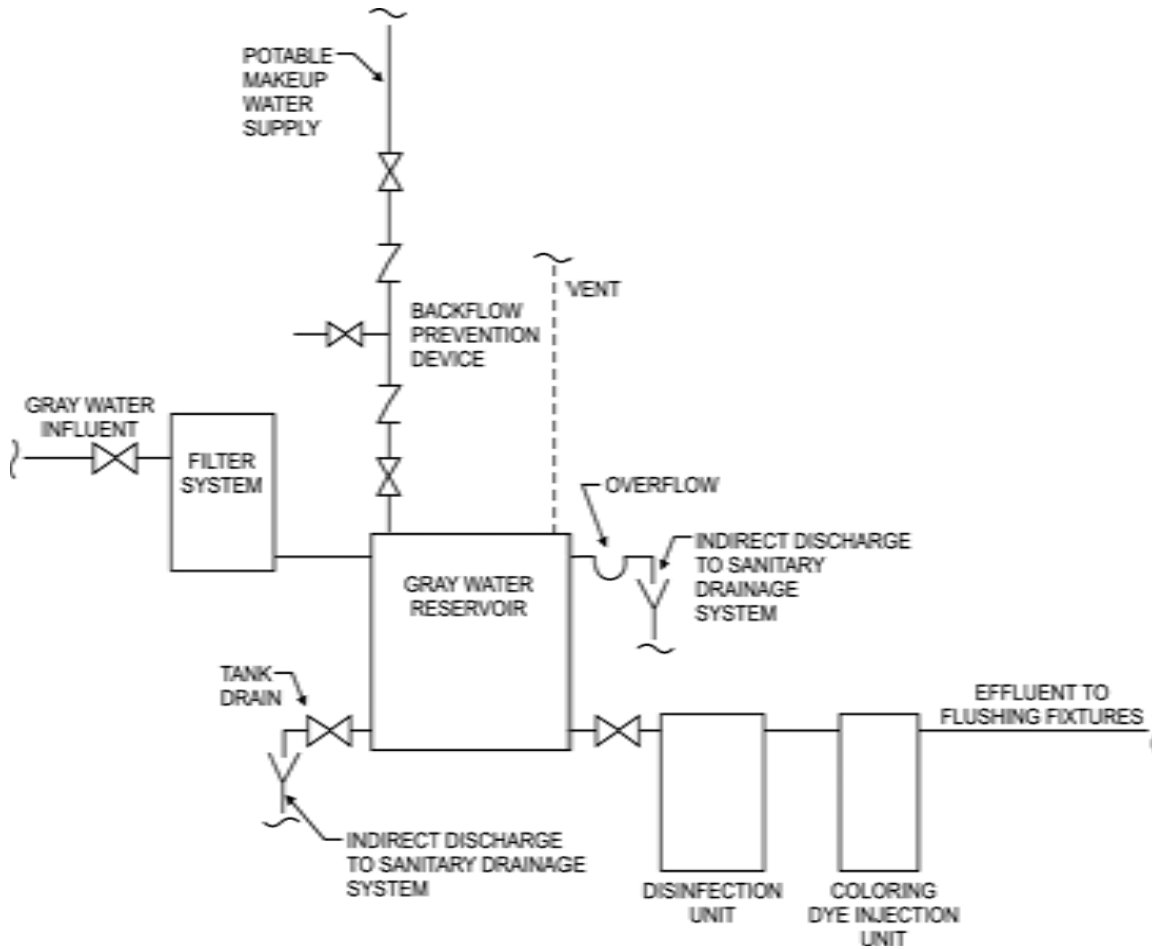 POTABLE
MAKEUP
WATER
SUPPLY
VENT
BACKFLOW
PREVENTION
DEVICE
GRAY WATER
INFLUENT
FILTER
SYSTEM
OVERFLOW
INDIRECT DISCHARGE
TO SANITARY
DRAINAGE
SYSTEM
GRAY WATER
RESERVOIR
TANK
DRAIN
EFFLUENT TO
FLUSHING FIXTURES
INDIRECT DISCHARGE
TO SANITARY DRAINAGE
SYSTEM
DISINFECTION
UNIT
COLORING
DYE INJECTION
UNIT